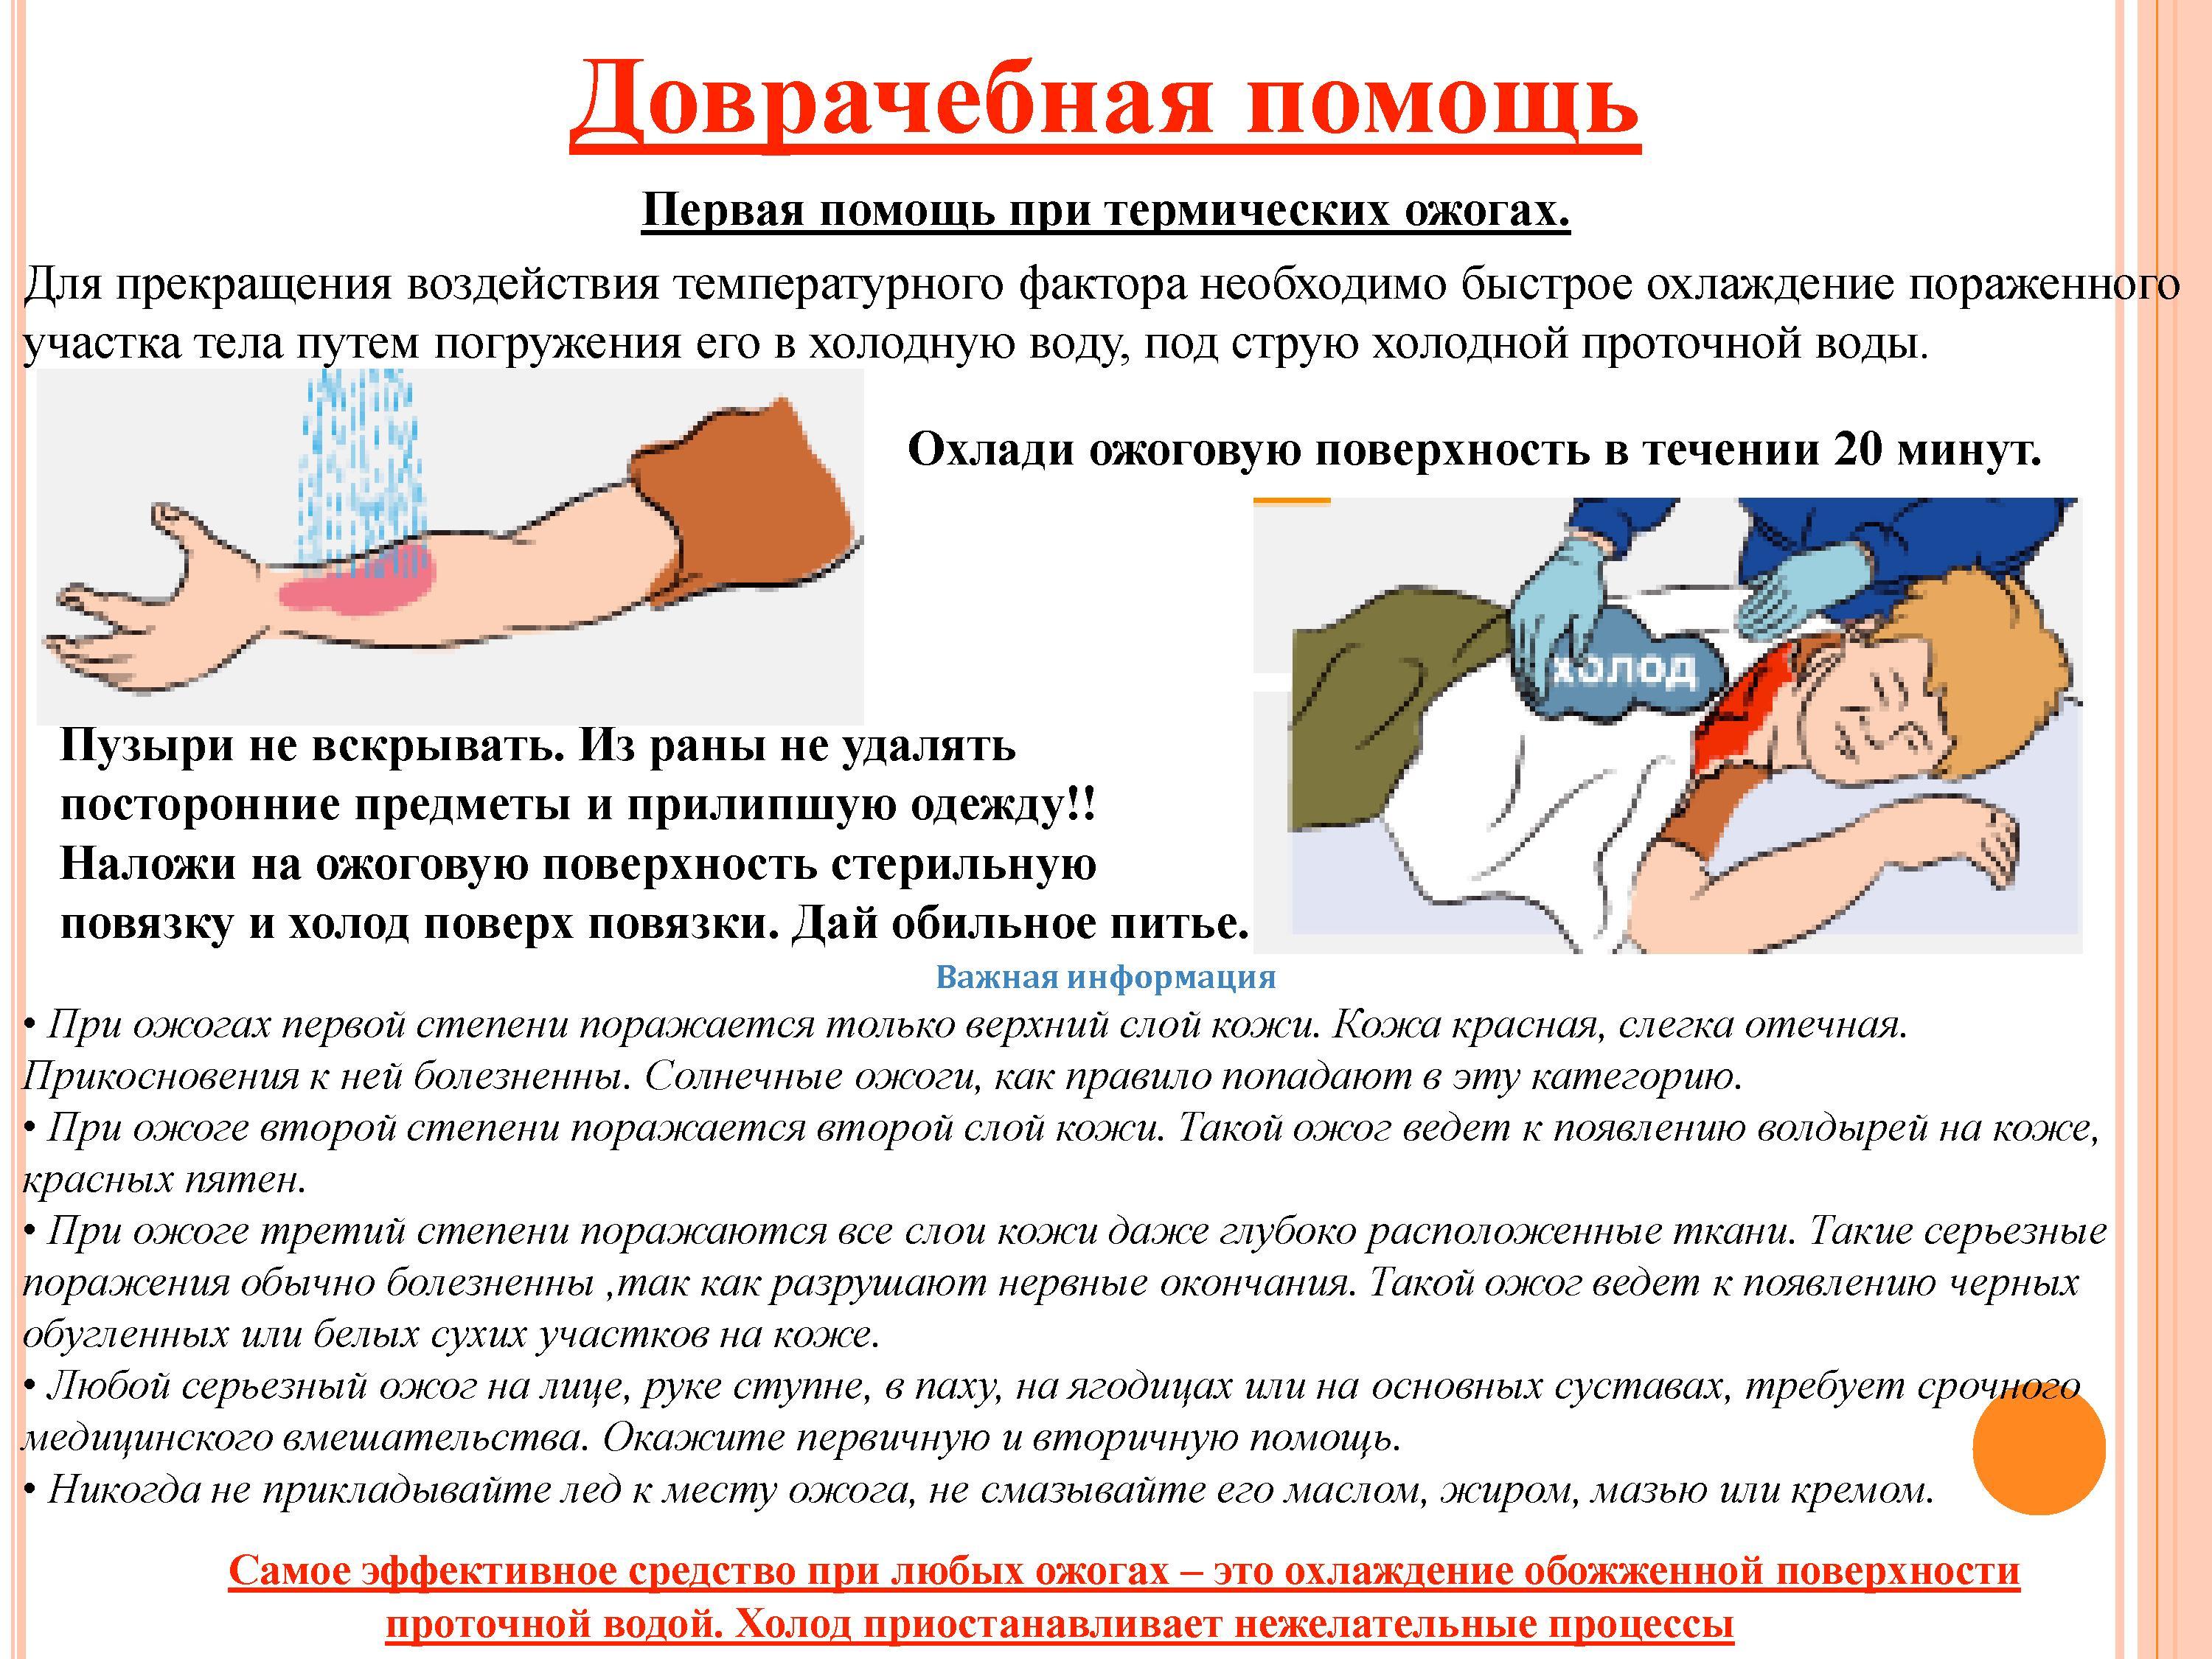 Доврачебная помощь
Первая помощь при термических ожогах.
Для прекращения воздействия температурного фактора необходимо быстрое охлаждение пораженного
участка тела путем погружения его в холодную воду, под струю холодной проточной воды.
Охлади ожоговую поверхность в течении 20 минут.
холод
Пузыри не вскрывать. Из раны не удалять
посторонние предметы и прилипшую одежду!!
Наложи на ожоговую поверхность стерильную
повязку и холод поверх повязки. Дай обильное питье.
Важная информация
• При ожогах первой степени поражается только верхний слой кожи. Кожа красная, слегка отечная.
Прикосновения к ней болезненны. Солнечные ожоги, как правило попадают в эту категорию.
• При ожоге второй степени поражается второй слой кожи. Такой ожог ведет к появлению волдырей на коже,
красных пятен.
• При ожоге третий степени поражаются все слои кожи даже глубоко расположенные ткани. Такие серьезные
поражения обычно болезненны ,так как разрушают нервные окончания. Такой ожог ведет к появлению черных
обугленных или белых сухих участков на коже.
• Любой серьезный ожог на лице, руке ступне, в паху, на ягодицах или на основных суставах, требует срочного
медицинского вмешательства. Окажите первичную и вторичную помощь.
• Никогда не прикладывайте лед к месту ожога, не смазывайте его маслом, жиром, мазью или кремом.
Самое эффективное средство при любых ожогах – это охлаждение обожженной поверхности
проточной водой. Холод приостанавливает нежелательные процессы